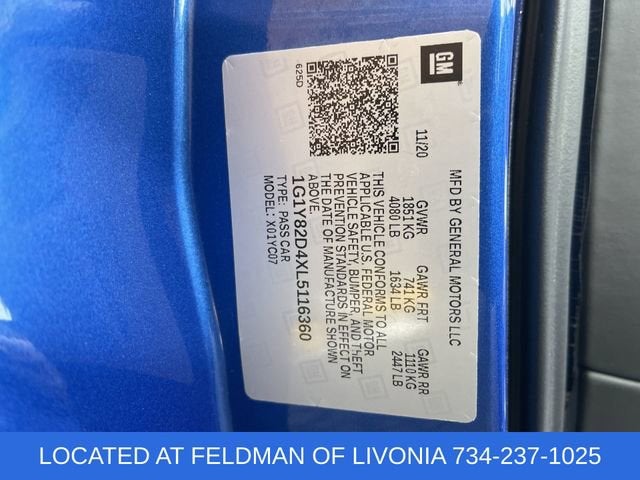 GM
MFD BY GENERAL MOTORS LLC
11/20 GVWR GAWR FRT GAWR RR
1851 KG 741 KG 1110 KG
4080 LB 1634 LB 2447 LB
THIS VEHICLE CONFORMS TO ALL
APPLICABLE U.S. FEDERAL MOTOR
VEHICLE SAFETY, BUMPER, AND THEFT
PREVENTION STANDARDS IN EFFECT ON
THE DATE OF MANUFACTURE SHOWN
ABOVE.
1G1Y82D4XL5116360
TYPE: PASS CAR
MODEL: X01YC07
625D
LOCATED AT FELDMAN OF LIVONIA 734-237-1025